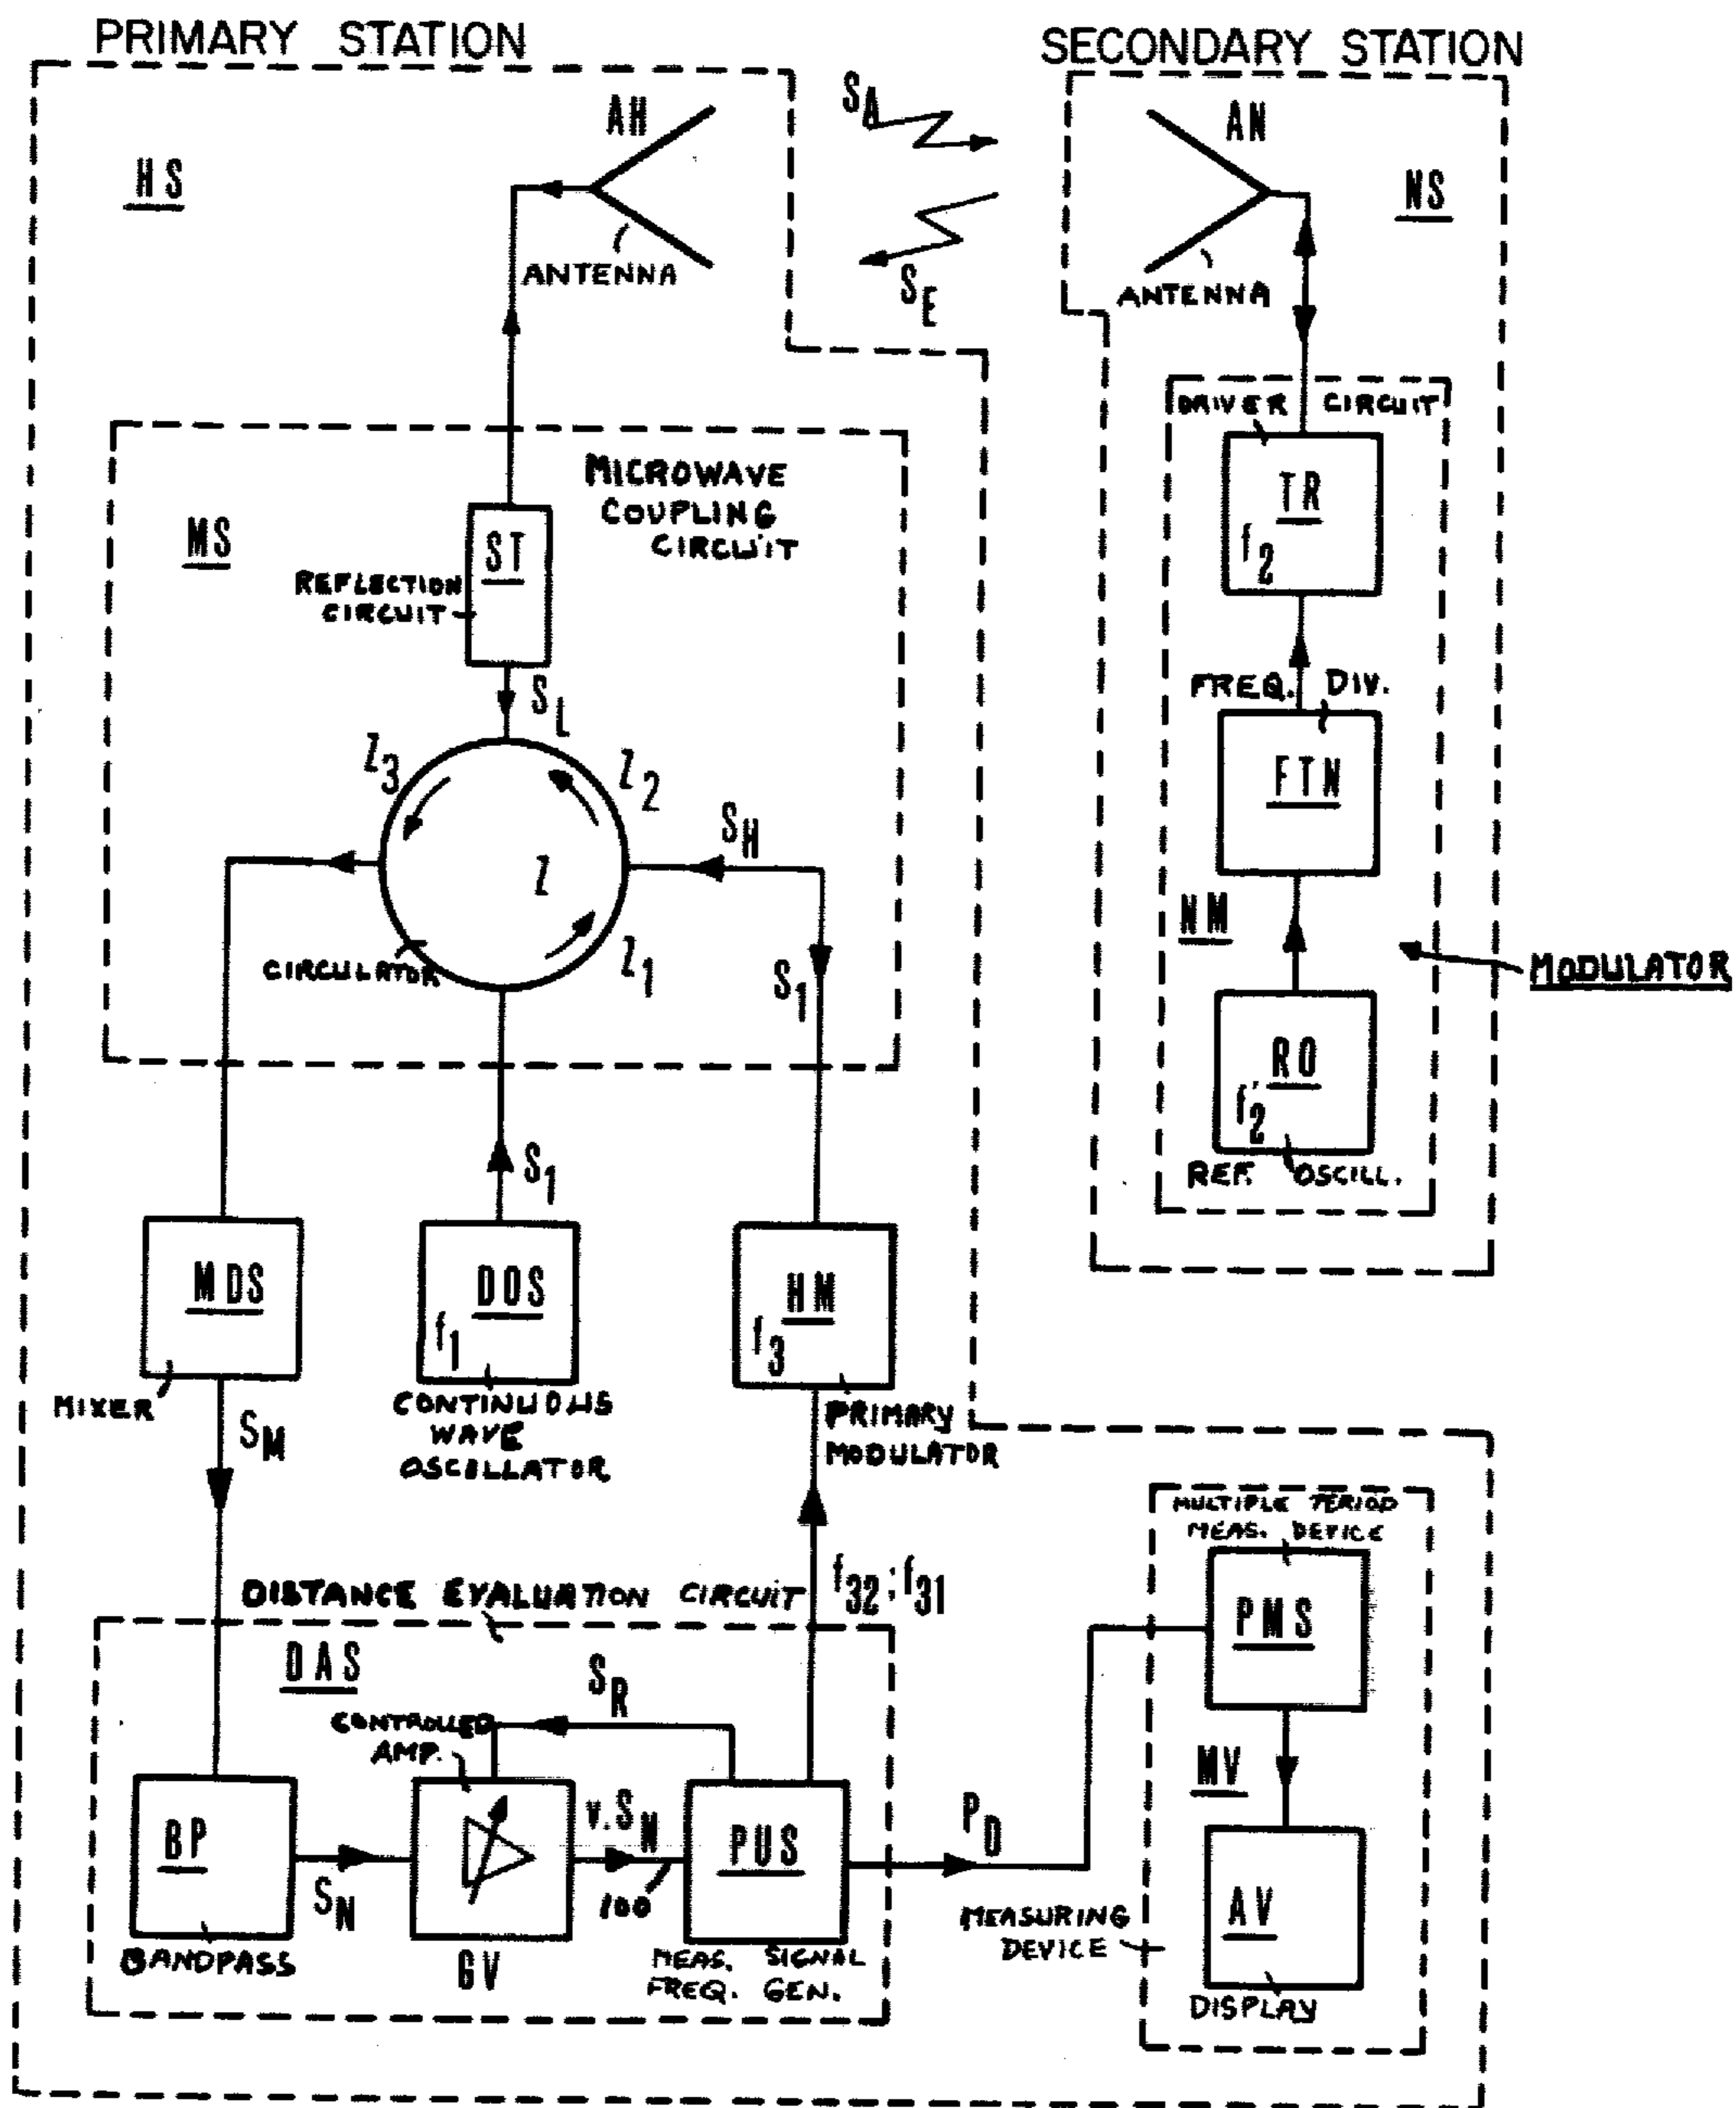 PRIMARY STATION
SECONDARY STATION
HS
AH
ANTENNA
SA
SE
AN
NS
ANTENNA
DRIVER CIRCUIT
TR
f2
FREQ. DIV.
FTN
NM
MODULATOR
RO
f2'
REF. OSCILL.
MICROWAVE
COUPLING
CIRCUIT
MS
ST
REFLECTION
CIRCUIT
SL
Z3
Z2
SH
Z
Z1
CIRCULATOR
S1
S1
MDS
MIXER
DOS
f1
CONTINUOUS
WAVE
OSCILLATOR
HM
f3
PRIMARY
MODULATOR
SM
DISTANCE EVALUATION CIRCUIT
f32; f31
DAS
SR
CONTROLLED
AMP.
BP
BANDPASS
SN
GV
v.SN
100
PUS
MEAS. SIGNAL
FREQ. GEN.
PD
MULTIPLE PERIOD
MEAS. DEVICE
PMS
MV
AV
MEASURING
DEVICE
DISPLAY